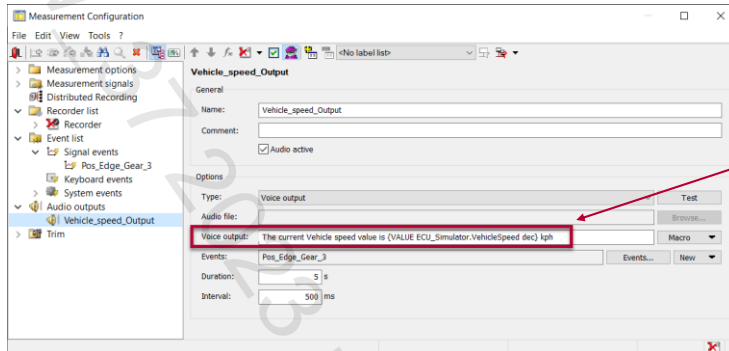 Measurement Configuration
File Edit View Tools ?
<No label list>
Measurement options
Measurement signals
Distributed Recording
Recorder list
Recorder
Event list
Signal events
Pos_Edge_Gear_3
Keyboard events
System events
Audio outputs
Vehicle_speed_Output
Trim
Vehicle_speed_Output
General
Name: Vehicle_speed_Output
Comment:
Audio active
Options
Type: Voice output Test
Audio file: Browse...
Voice output: The current Vehicle speed value is {VALUE ECU_Simulator.VehicleSpeed dec} kph Macro
Events: Pos_Edge_Gear_3 Events... New
Duration: 5 s
Interval: 500 ms